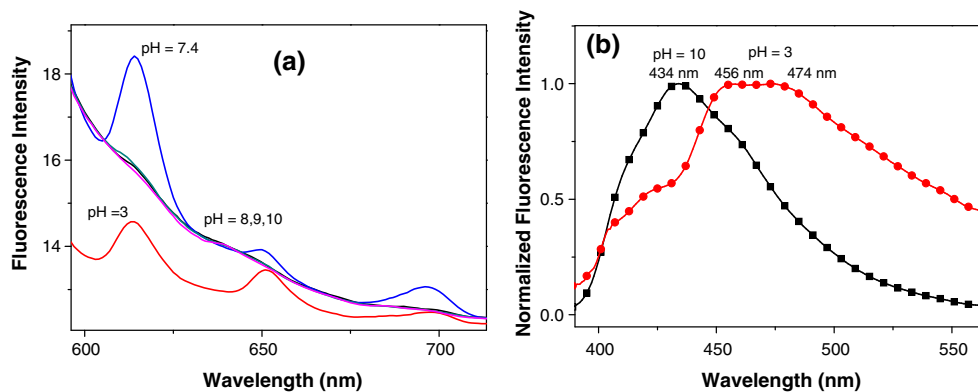 (a)
pH = 7.4
pH =3
pH = 8,9,10
Fluorescence Intensity
18
16
14
600
650
700
Wavelength (nm)
(b)
pH = 10
pH = 3
434 nm
456 nm
474 nm
Normalized Fluorescence Intensity
1.0
0.5
0.0
400
450
500
550
Wavelength (nm)